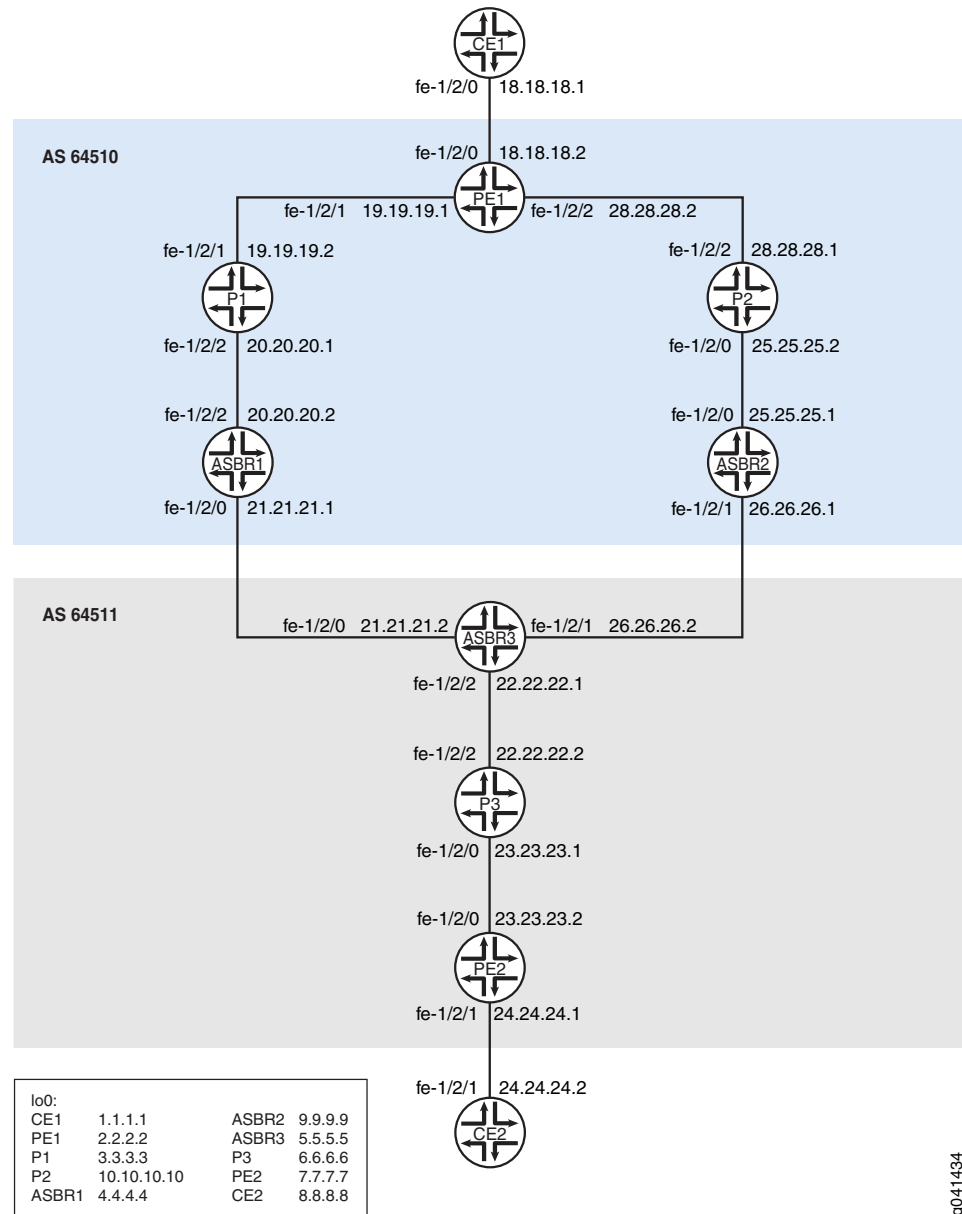 CE1
fe-1/2/0 18.18.18.1
AS 64510
fe-1/2/0 18.18.18.2
PE1
fe-1/2/1 19.19.19.1
fe-1/2/2 28.28.28.2
fe-1/2/1 19.19.19.2
fe-1/2/2 28.28.28.1
P1
P2
fe-1/2/2 20.20.20.1
fe-1/2/0 25.25.25.2
fe-1/2/2 20.20.20.2
fe-1/2/0 25.25.25.1
ASBR1
ASBR2
fe-1/2/0 21.21.21.1
fe-1/2/1 26.26.26.1
AS 64511
fe-1/2/0 21.21.21.2
fe-1/2/1 26.26.26.2
ASBR3
fe-1/2/2 22.22.22.1
fe-1/2/2 22.22.22.2
P3
fe-1/2/0 23.23.23.1
fe-1/2/0 23.23.23.2
PE2
fe-1/2/1 24.24.24.1
fe-1/2/1 24.24.24.2
CE2
lo0:
CE1 1.1.1.1 ASBR2 9.9.9.9
PE1 2.2.2.2 ASBR3 5.5.5.5
P1 3.3.3.3 P3 6.6.6.6
P2 10.10.10.10 PE2 7.7.7.7
ASBR1 4.4.4.4 CE2 8.8.8.8
g041434